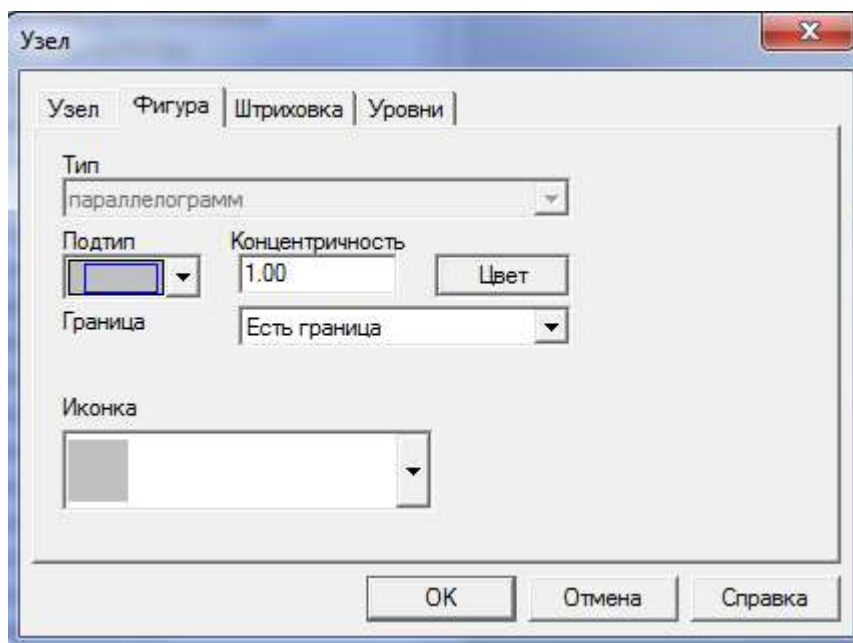 Узел
Узел Фигура Штриховка Уровни
Тип
параллелограмм
Подтип Концентричность
1.00 Цвет
Граница Есть граница
Иконка
OK Отмена Справка